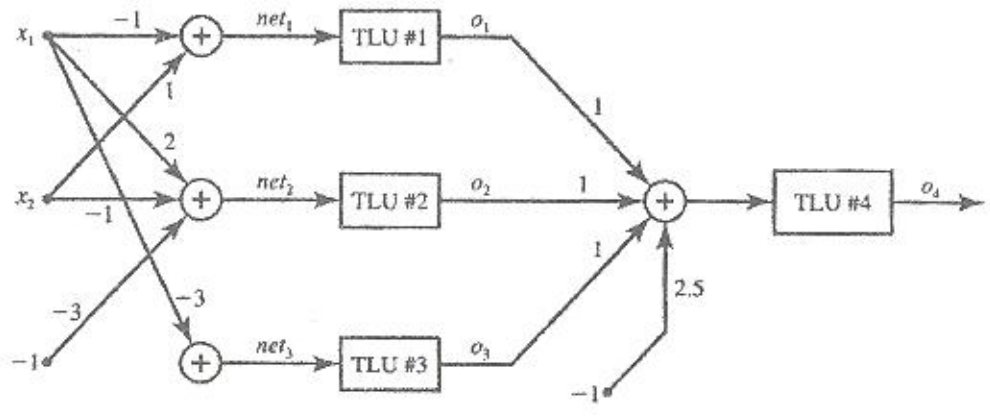 x₁ −1 net₁ TLU #1 o₁
1
1
2
x₂ −1 net₂ TLU #2 o₂ 1 TLU #4 o₄
1
−3
−3
2.5
−1 net₃ TLU #3 o₃
−1